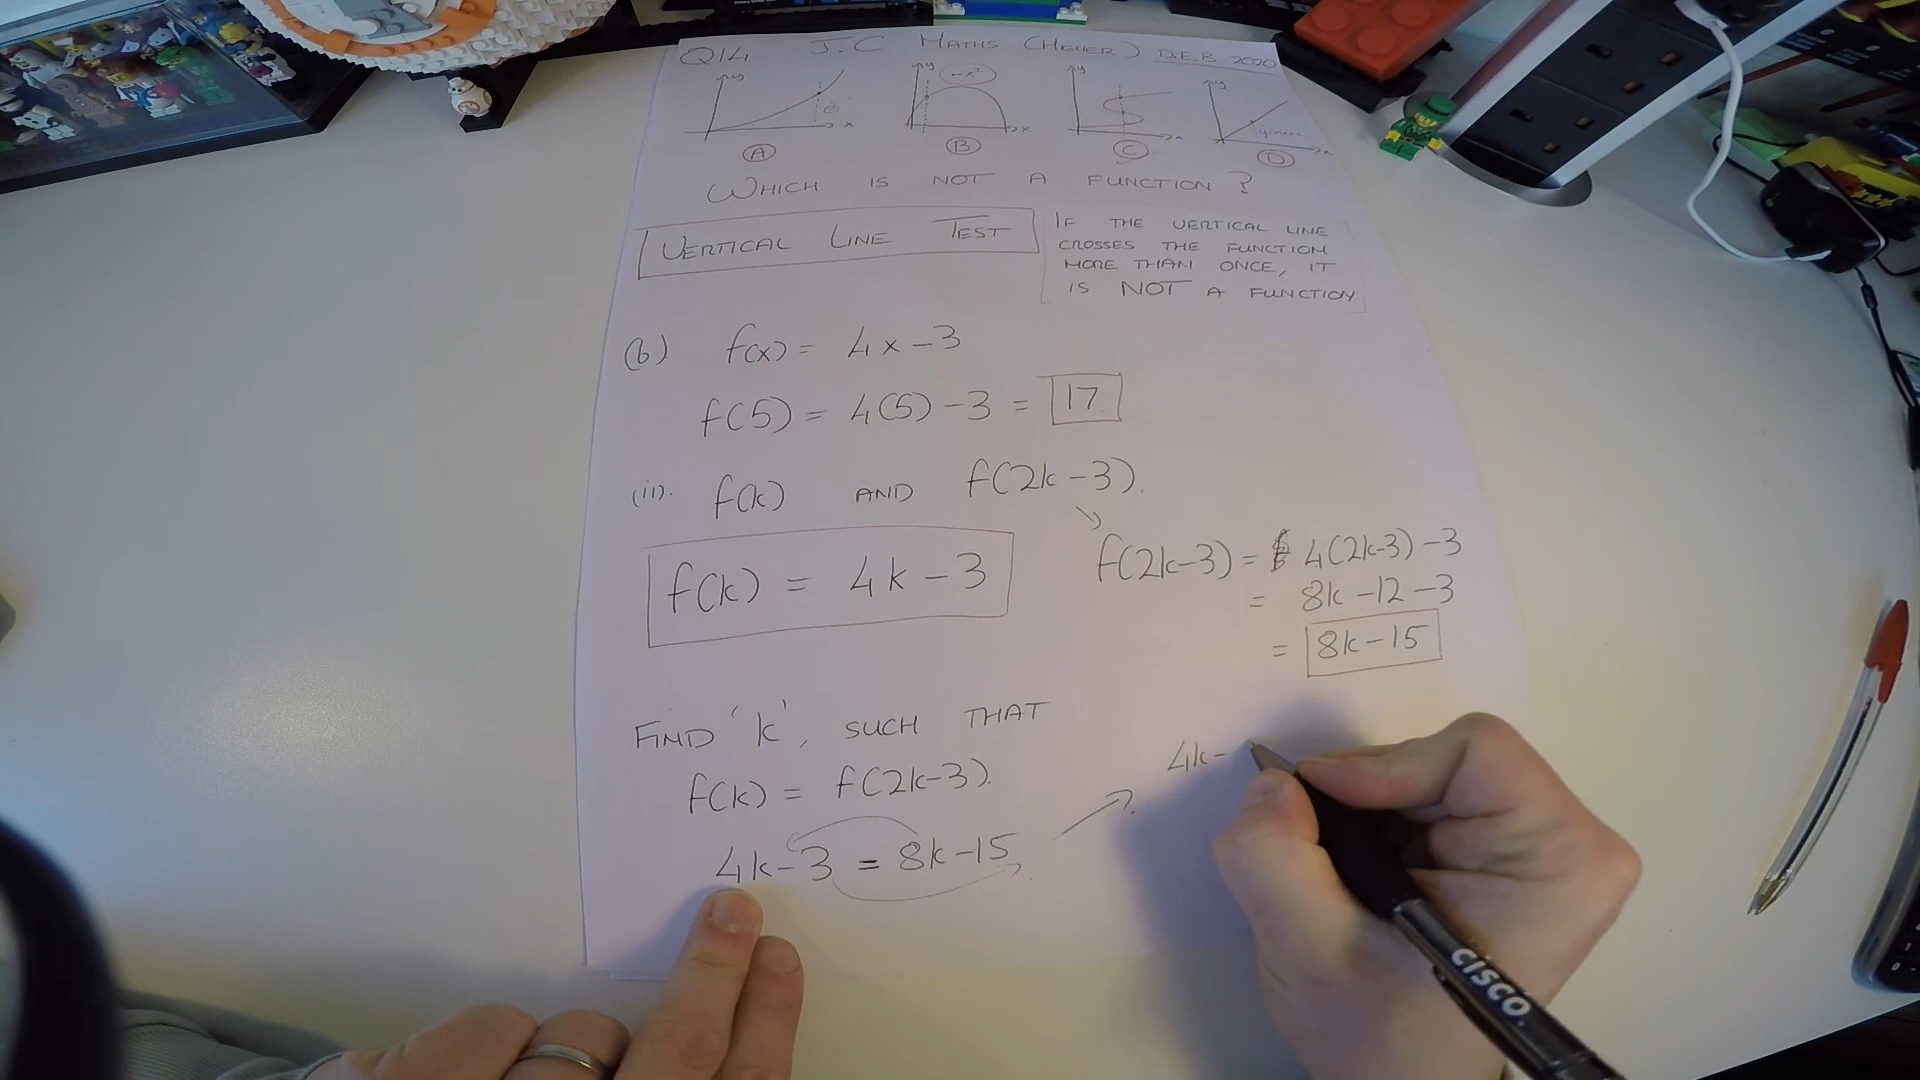 Q14 J.C MATHS (HIGHER) D.E.B 2020
y y -x² y y
x x x x
A B C D
WHICH IS NOT A FUNCTION ?
VERTICAL LINE TEST
IF THE VERTICAL LINE
CROSSES THE FUNCTION
MORE THAN ONCE, IT
IS NOT A FUNCTION
(b) f(x) = 4x - 3
f(5) = 4(5) - 3 = 17.
(ii). f(k) AND f(2k-3).
f(k) = 4k - 3
f(2k-3) = 4(2k-3) - 3
= 8k - 12 - 3
= 8k - 15
FIND 'k', SUCH THAT
f(k) = f(2k-3).
4k - 3 = 8k - 15
4k -
CISCO.